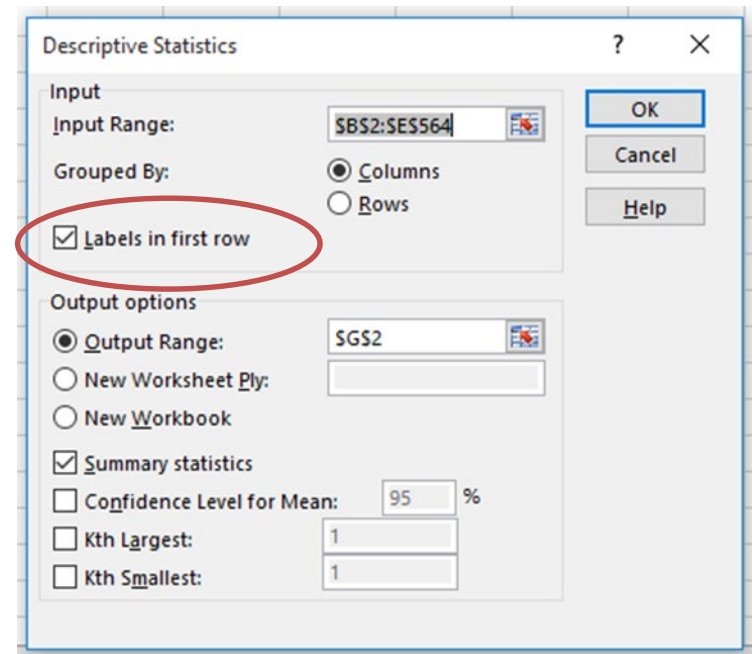 Descriptive Statistics ? ×
Input
Input Range: $B$2:$E$564 OK
Grouped By: Columns Cancel
Rows Help
Labels in first row
Output options
Output Range: $G$2
New Worksheet Ply:
New Workbook
Summary statistics
Confidence Level for Mean: 95 %
Kth Largest: 1
Kth Smallest: 1